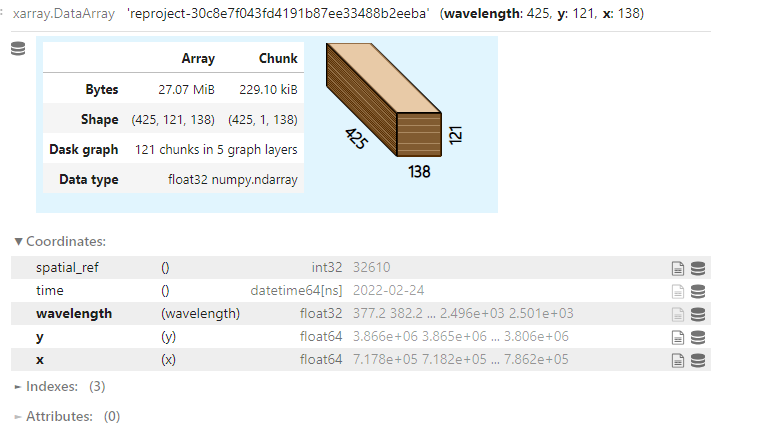 xarray.DataArray 'reproject-30c8e7f043fd4191b87ee33488b2eeba' (wavelength: 425, y: 121, x: 138)
Array Chunk
Bytes 27.07 MiB 229.10 kiB
Shape (425, 121, 138) (425, 1, 138)
Dask graph 121 chunks in 5 graph layers
Data type float32 numpy.ndarray
425
121
138
▼ Coordinates:
spatial_ref () int32 32610
time () datetime64[ns] 2022-02-24
wavelength (wavelength) float32 377.2 382.2 ... 2.496e+03 2.501e+03
y (y) float64 3.866e+06 3.865e+06 ... 3.806e+06
x (x) float64 7.178e+05 7.182e+05 ... 7.862e+05
► Indexes: (3)
► Attributes: (0)